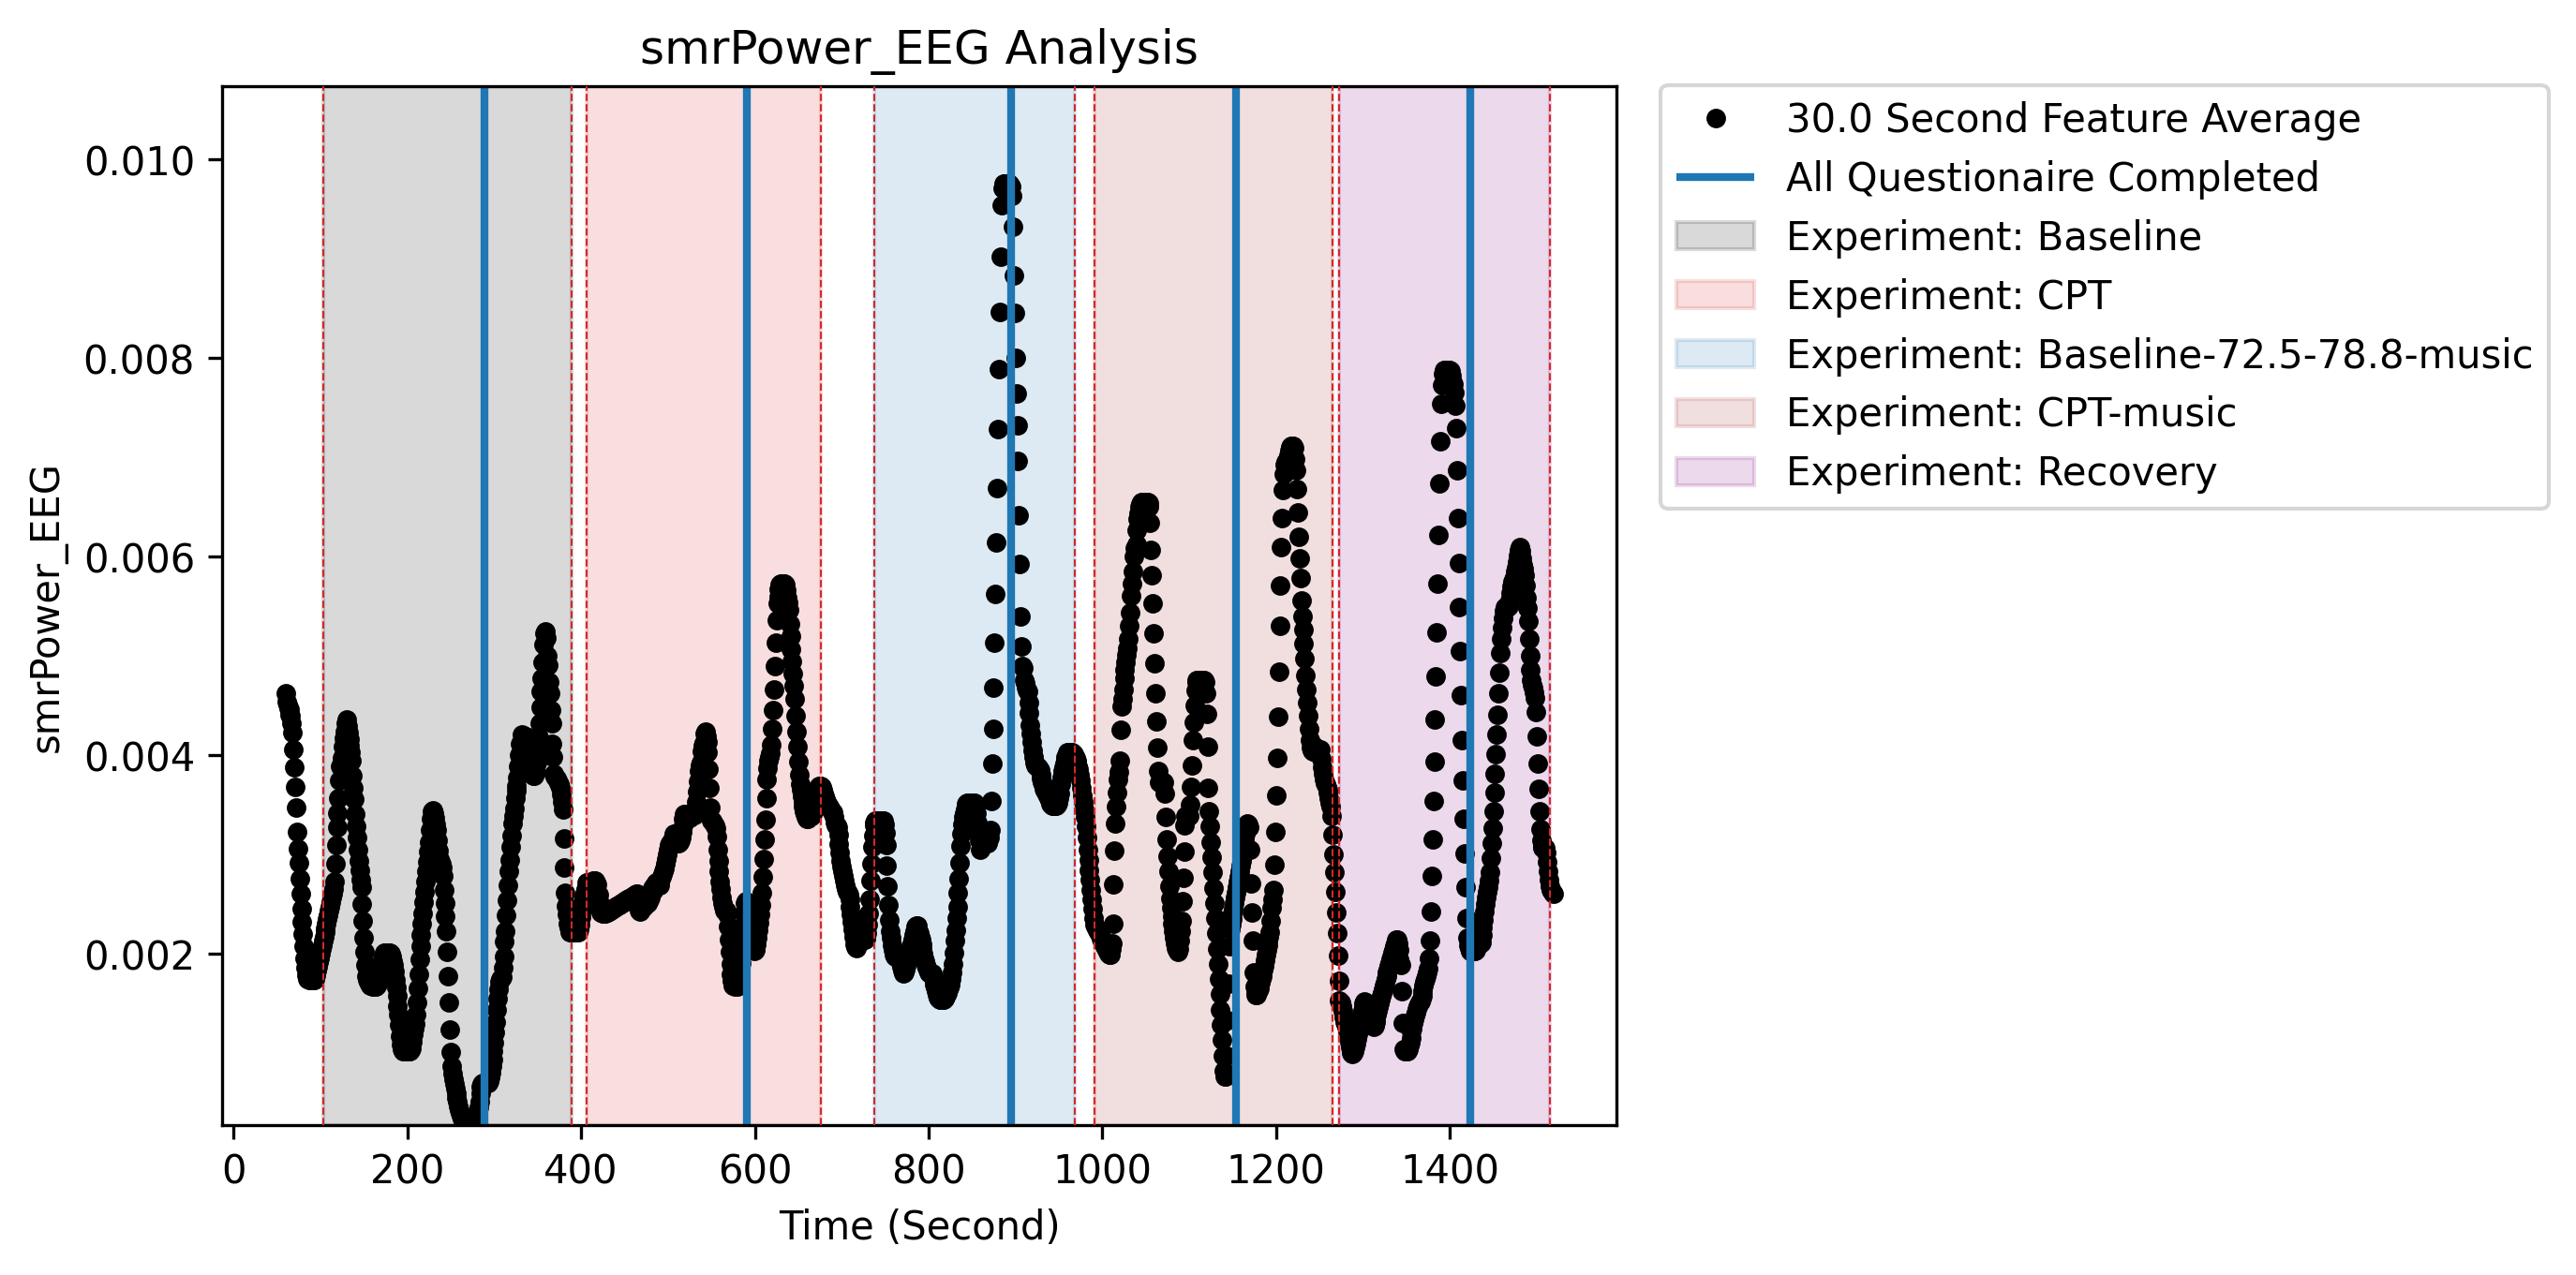 smrPower_EEG Analysis
smrPower_EEG
0.010
0.008
0.006
0.004
0.002
0 200 400 600 800 1000 1200 1400
Time (Second)
30.0 Second Feature Average
All Questionaire Completed
Experiment: Baseline
Experiment: CPT
Experiment: Baseline-72.5-78.8-music
Experiment: CPT-music
Experiment: Recovery